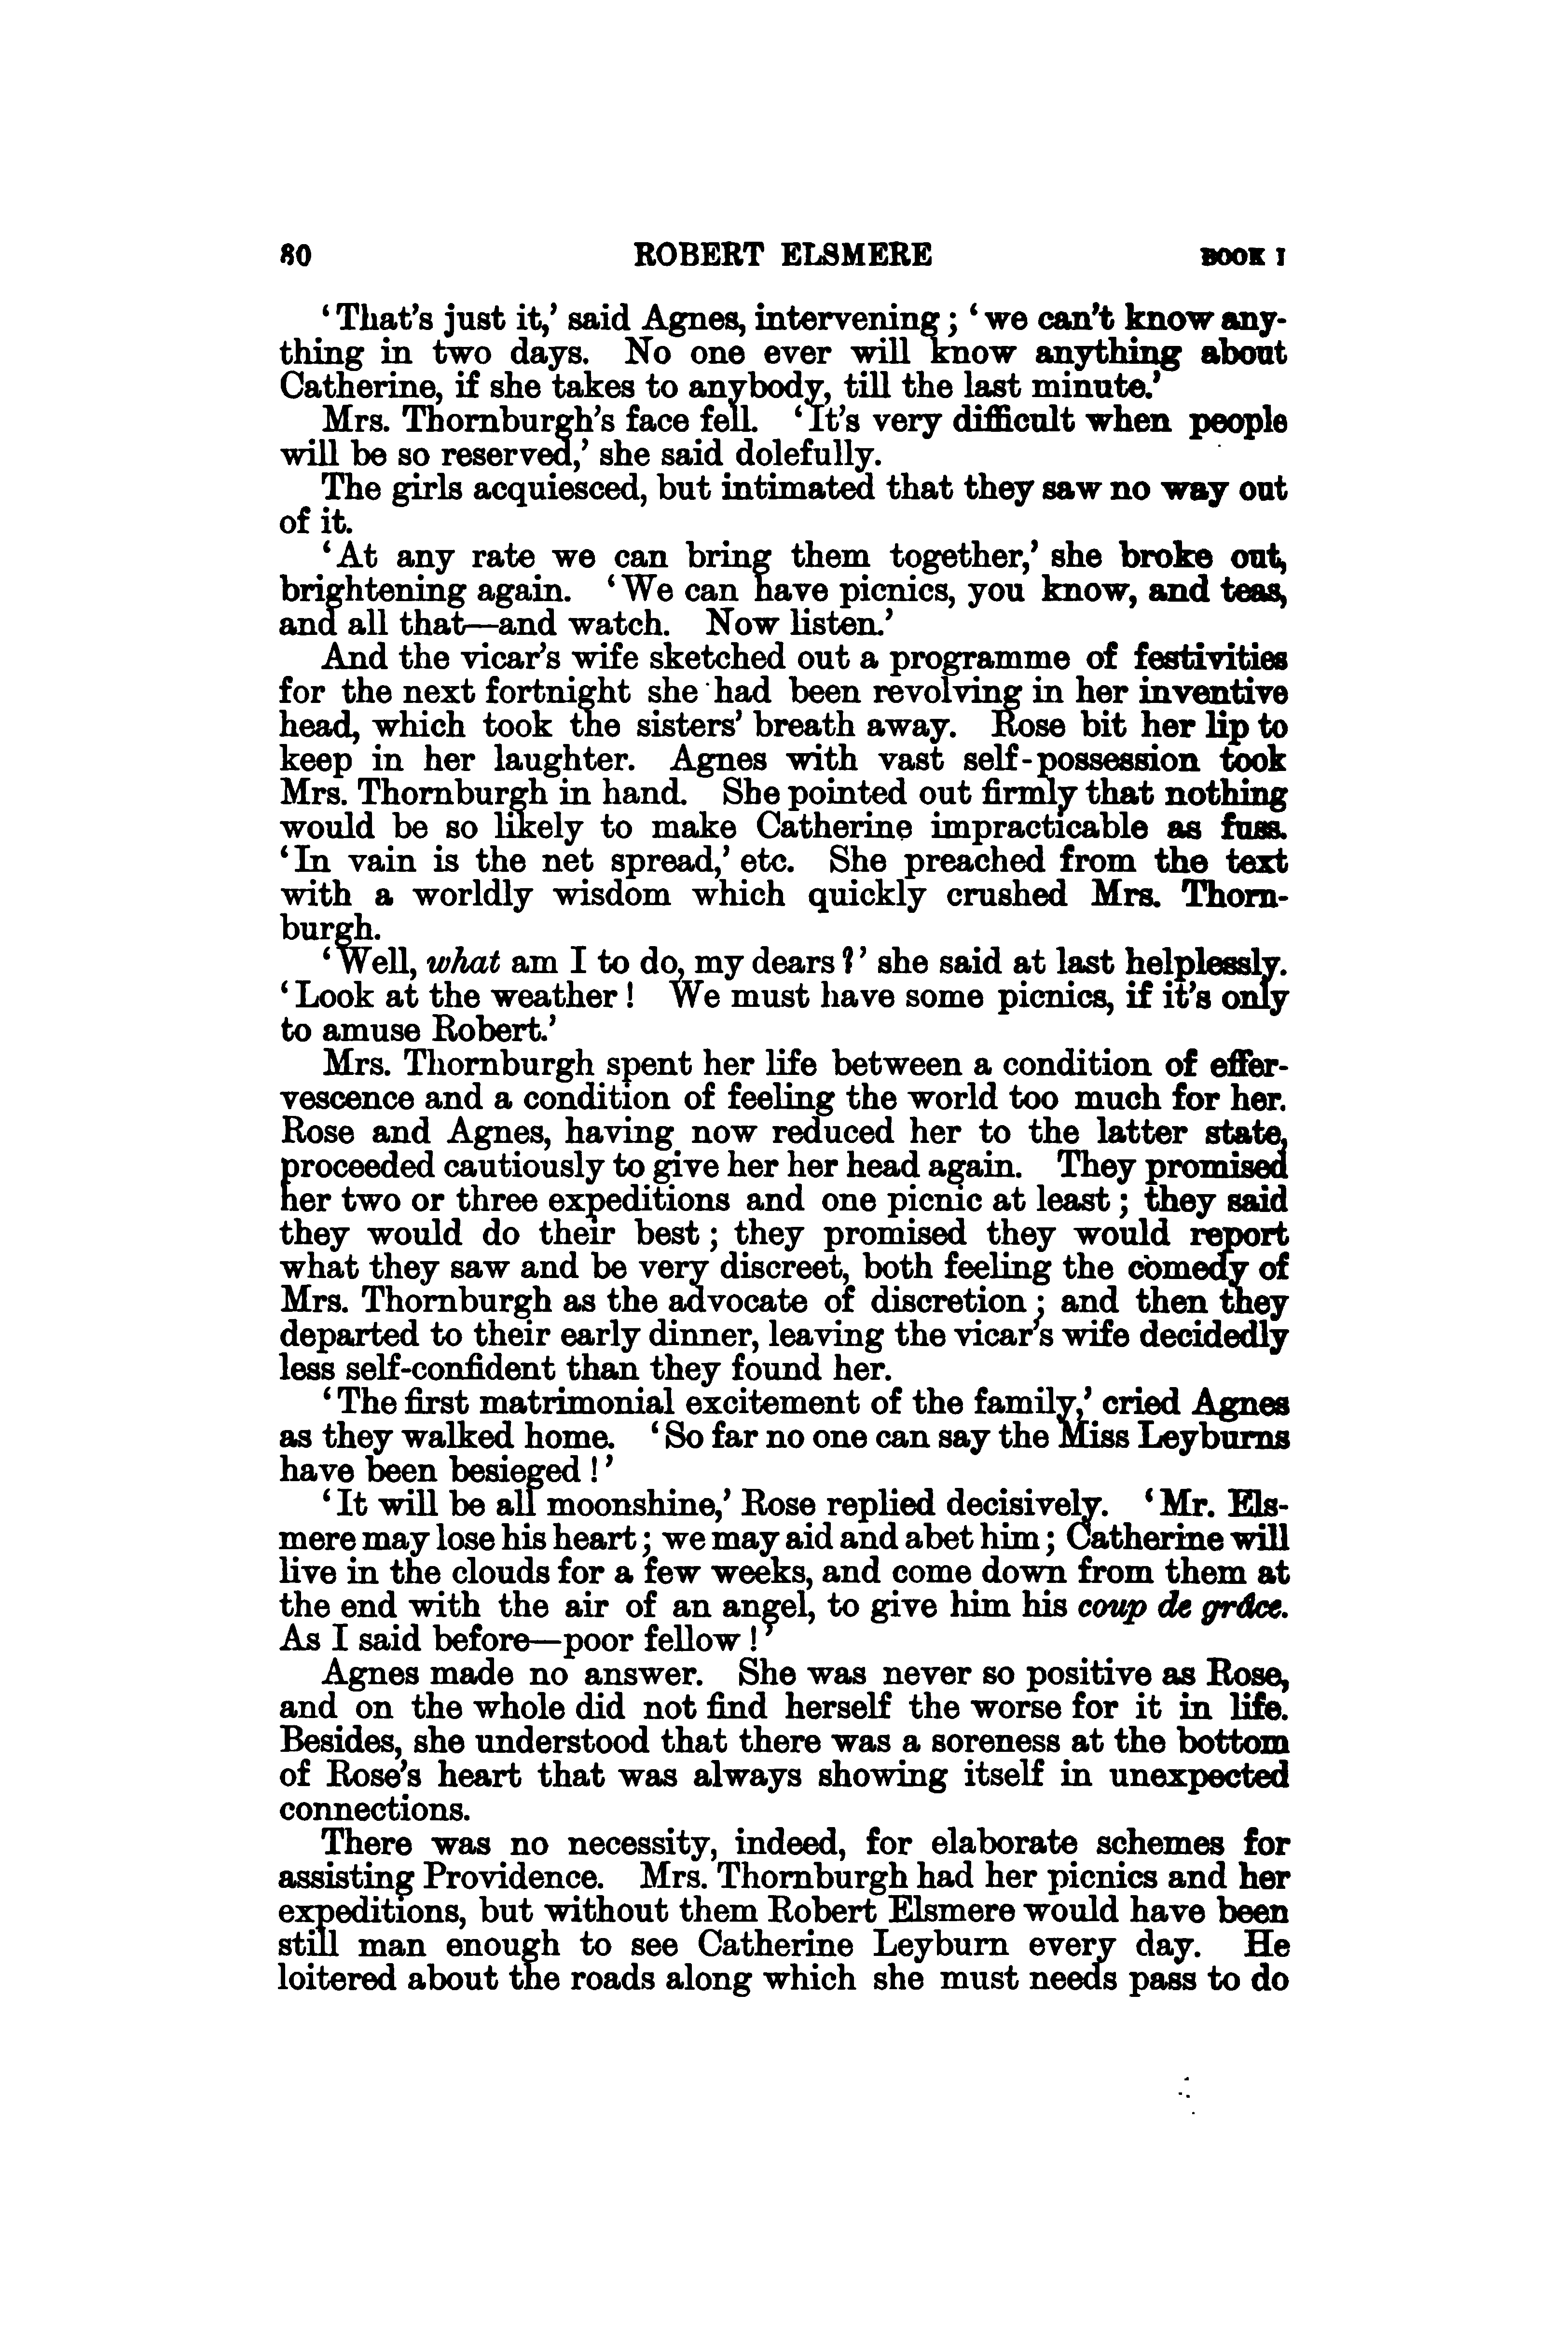 80 ROBERT ELSMERE BOOK I
‘That’s just it,’ said Agnes, intervening; ‘we can’t know any-
thing in two days. No one ever will know anything about
Catherine, if she takes to anybody, till the last minute.’
Mrs. Thornburgh’s face fell. ‘It’s very difficult when people
will be so reserved,’ she said dolefully.
The girls acquiesced, but intimated that they saw no way out
of it.
‘At any rate we can bring them together,’ she broke out,
brightening again. ‘We can have picnics, you know, and teas,
and all that—and watch. Now listen.’
And the vicar’s wife sketched out a programme of festivities
for the next fortnight she had been revolving in her inventive
head, which took the sisters’ breath away. Rose bit her lip to
keep in her laughter. Agnes with vast self-possession took
Mrs. Thornburgh in hand. She pointed out firmly that nothing
would be so likely to make Catherine impracticable as fuss.
‘In vain is the net spread,’ etc. She preached from the text
with a worldly wisdom which quickly crushed Mrs. Thorn-
burgh.
‘Well, what am I to do, my dears?’ she said at last helplessly.
‘Look at the weather! We must have some picnics, if it’s only
to amuse Robert.’
Mrs. Thornburgh spent her life between a condition of effer-
vescence and a condition of feeling the world too much for her.
Rose and Agnes, having now reduced her to the latter state,
proceeded cautiously to give her her head again. They promised
her two or three expeditions and one picnic at least; they said
they would do their best; they promised they would report
what they saw and be very discreet, both feeling the comedy of
Mrs. Thornburgh as the advocate of discretion; and then they
departed to their early dinner, leaving the vicar’s wife decidedly
less self-confident than they found her.
‘The first matrimonial excitement of the family,’ cried Agnes
as they walked home. ‘So far no one can say the Miss Leyburns
have been besieged!’
‘It will be all moonshine,’ Rose replied decisively. ‘Mr. Els-
mere may lose his heart; we may aid and abet him; Catherine will
live in the clouds for a few weeks, and come down from them at
the end with the air of an angel, to give him his coup de grâce.
As I said before—poor fellow!’
Agnes made no answer. She was never so positive as Rose,
and on the whole did not find herself the worse for it in life.
Besides, she understood that there was a soreness at the bottom
of Rose’s heart that was always showing itself in unexpected
connections.
There was no necessity, indeed, for elaborate schemes for
assisting Providence. Mrs. Thornburgh had her picnics and her
expeditions, but without them Robert Elsmere would have been
still man enough to see Catherine Leyburn every day. He
loitered about the roads along which she must needs pass to do